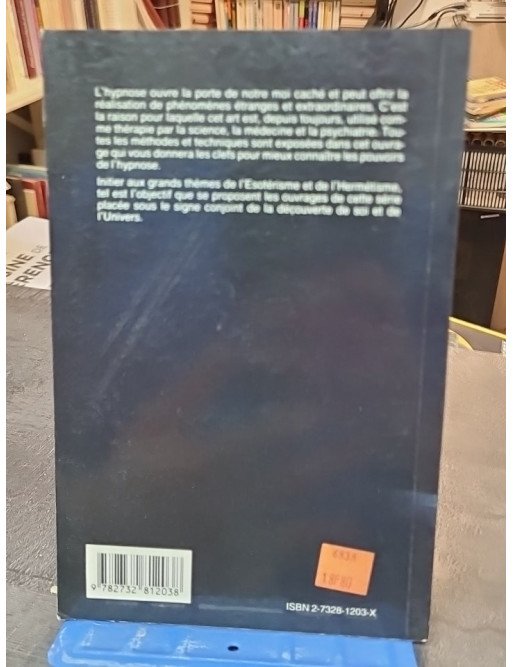 L'hypnose ouvre la porte de notre moi caché et peut offrir la
réalisation de phénomènes étranges et extraordinaires. C'est
la raison pour laquelle cet art est, depuis toujours, utilisé com-
me thérapie par la science, la médecine et la psychiatrie. Tou-
tes les méthodes et techniques sont exposées dans cet ouvra-
ge qui vous donnera les clefs pour mieux connaître les pouvoirs
de l'hypnose.
Initier aux grands thèmes de l'Esotérisme et de l'Hermétisme,
tel est l'objectif que se proposent les ouvrages de cette série
placée sous le signe conjoint de la découverte de soi et de
l'Univers.
INE DE
ERENC
9 782732 812038
ISBN 2-7328-1203-X